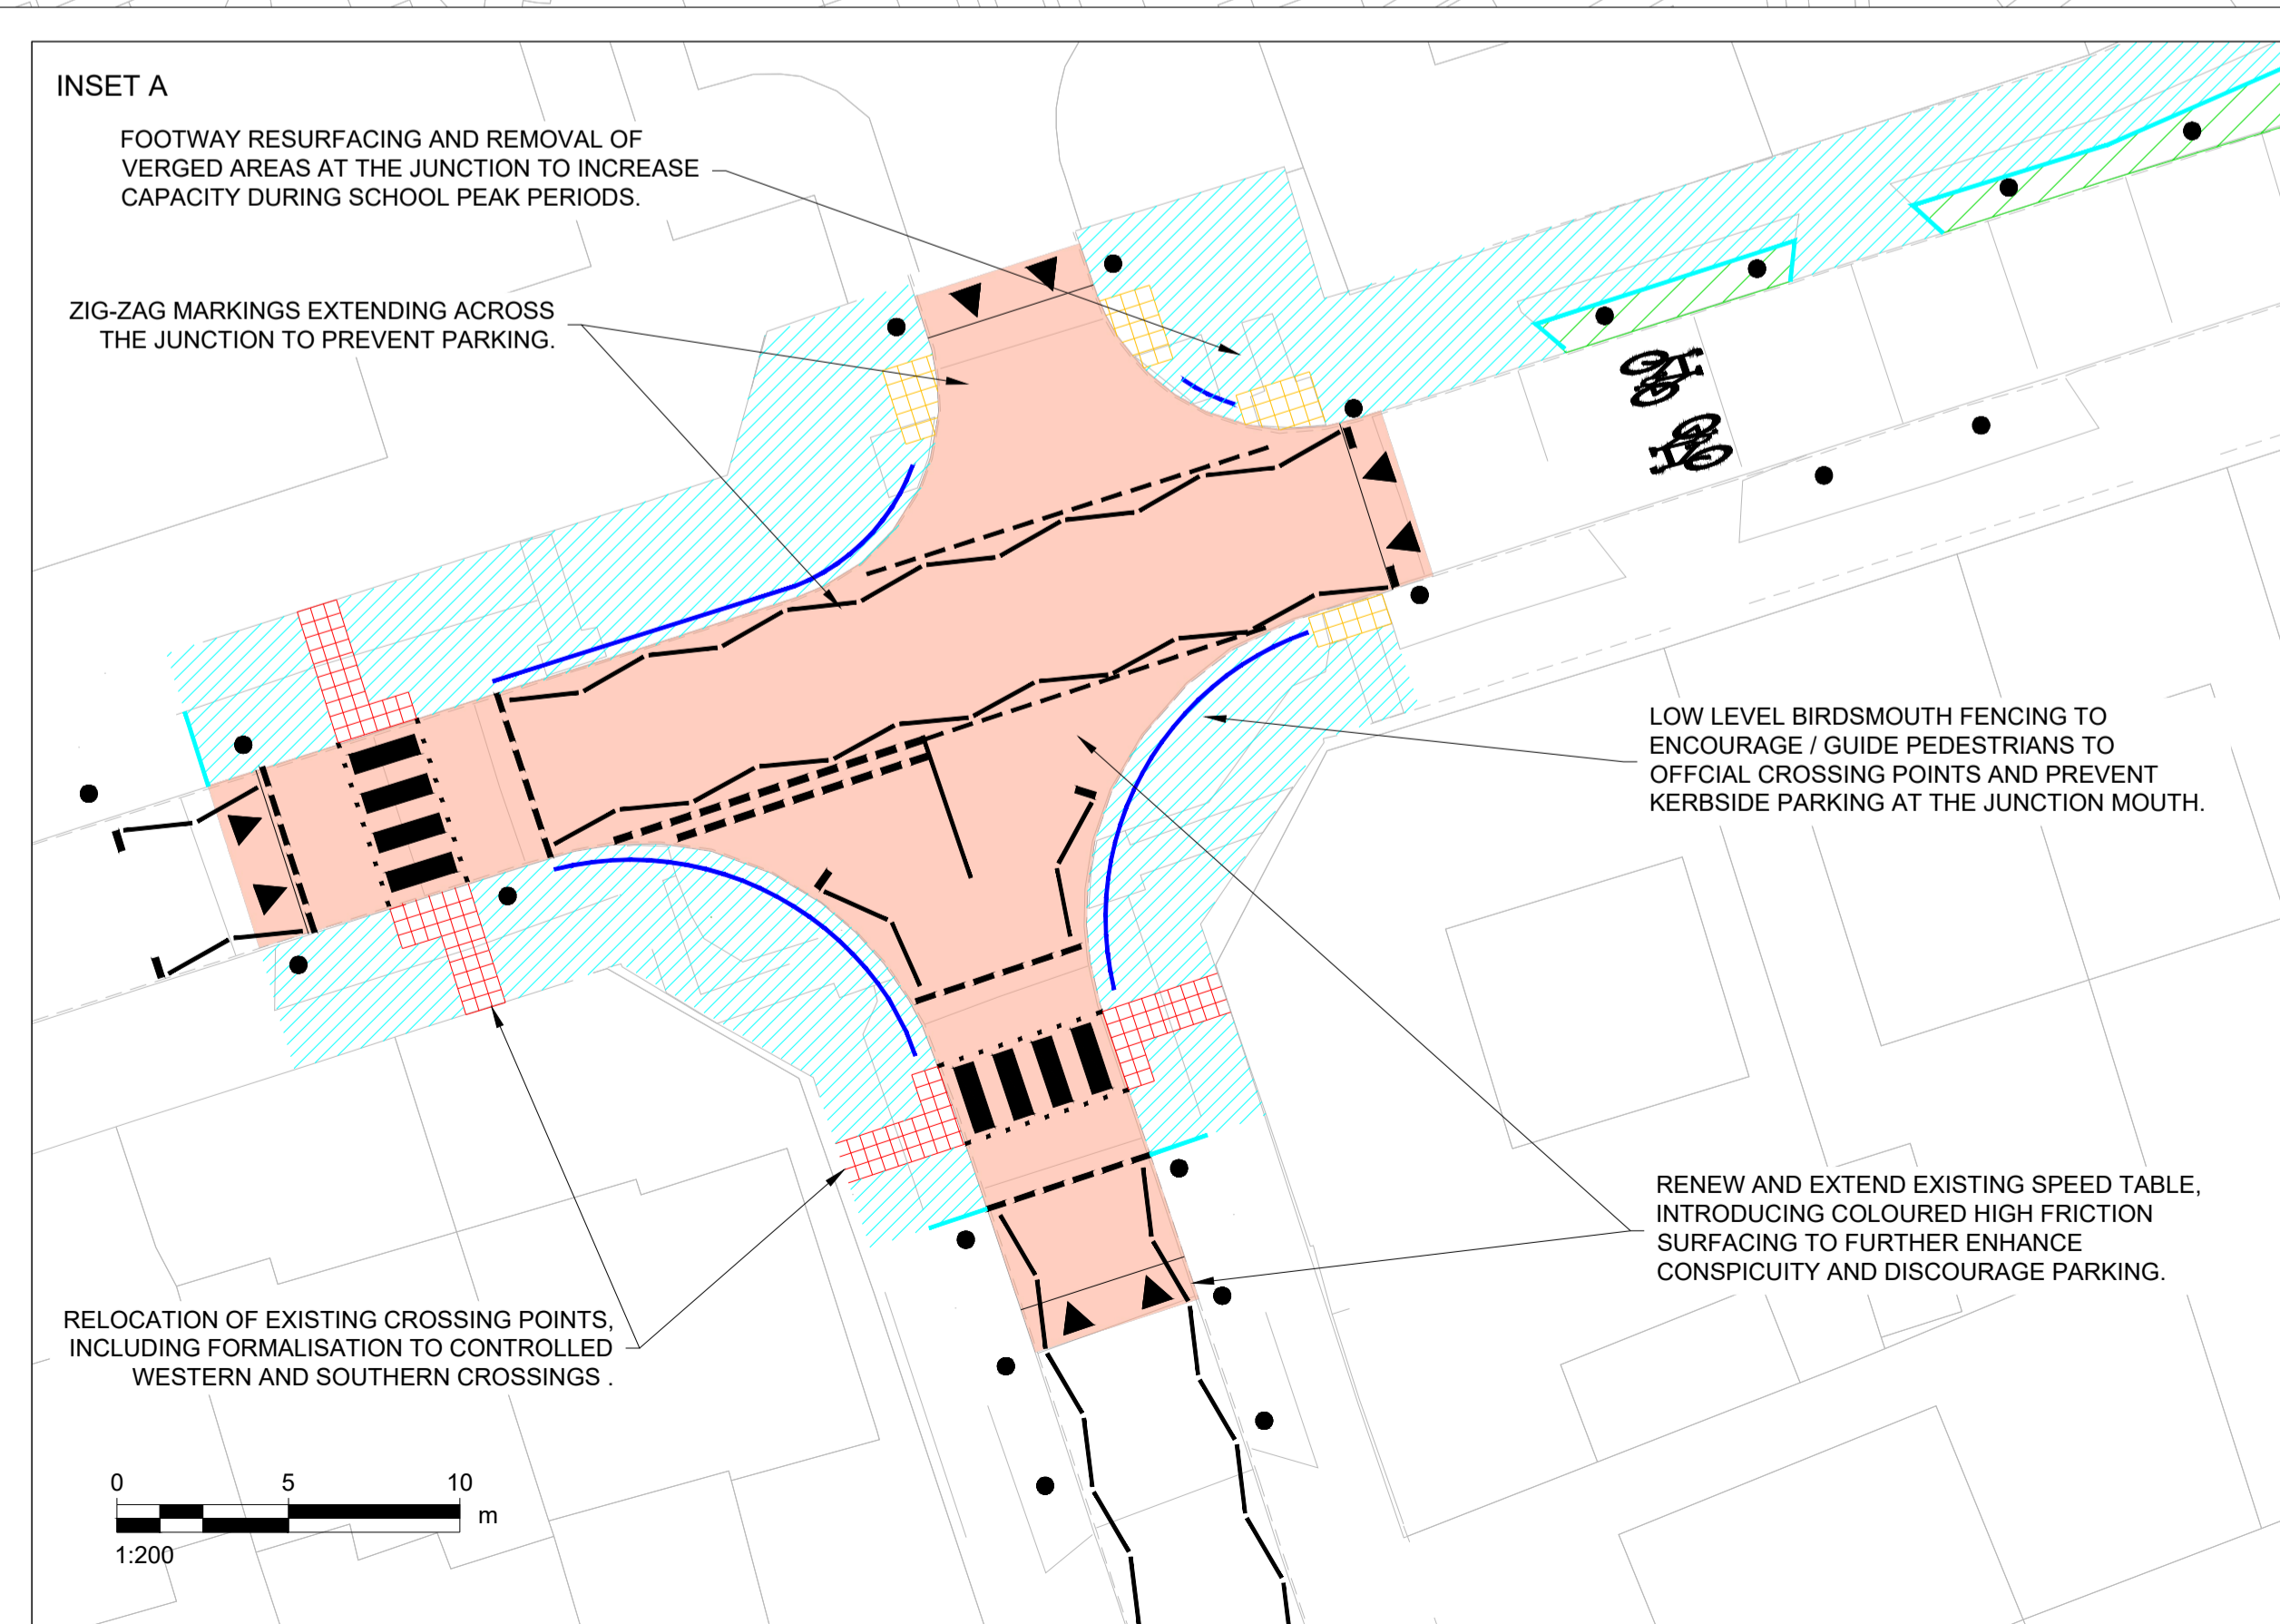 INSET A
FOOTWAY RESURFACING AND REMOVAL OF
VERGED AREAS AT THE JUNCTION TO INCREASE
CAPACITY DURING SCHOOL PEAK PERIODS.
ZIG-ZAG MARKINGS EXTENDING ACROSS
THE JUNCTION TO PREVENT PARKING.
LOW LEVEL BIRDSMOUTH FENCING TO
ENCOURAGE / GUIDE PEDESTRIANS TO
OFFCIAL CROSSING POINTS AND PREVENT
KERBSIDE PARKING AT THE JUNCTION MOUTH.
RENEW AND EXTEND EXISTING SPEED TABLE,
INTRODUCING COLOURED HIGH FRICTION
SURFACING TO FURTHER ENHANCE
CONSPICUITY AND DISCOURAGE PARKING.
RELOCATION OF EXISTING CROSSING POINTS,
INCLUDING FORMALISATION TO CONTROLLED
WESTERN AND SOUTHERN CROSSINGS .
0 5 10
m
1:200